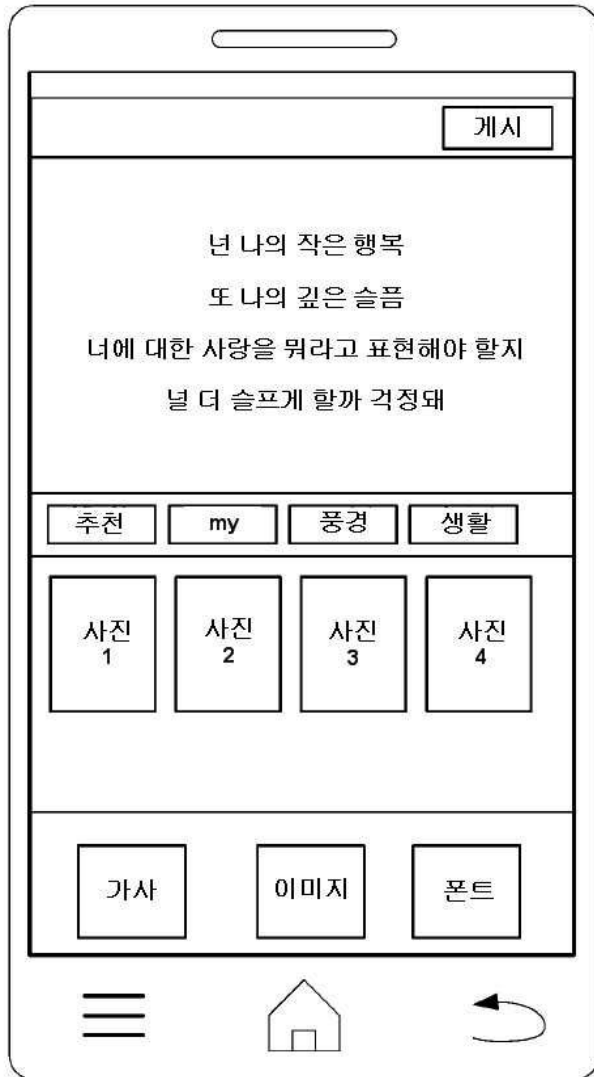 게시
넌 나의 작은 행복
또 나의 깊은 슬픔
너에 대한 사랑을 뭐라고 표현해야 할지
널 더 슬프게 할까 걱정돼
추천 my 풍경 생활
사진 사진 사진 사진
1 2 3 4
가사 이미지 폰트